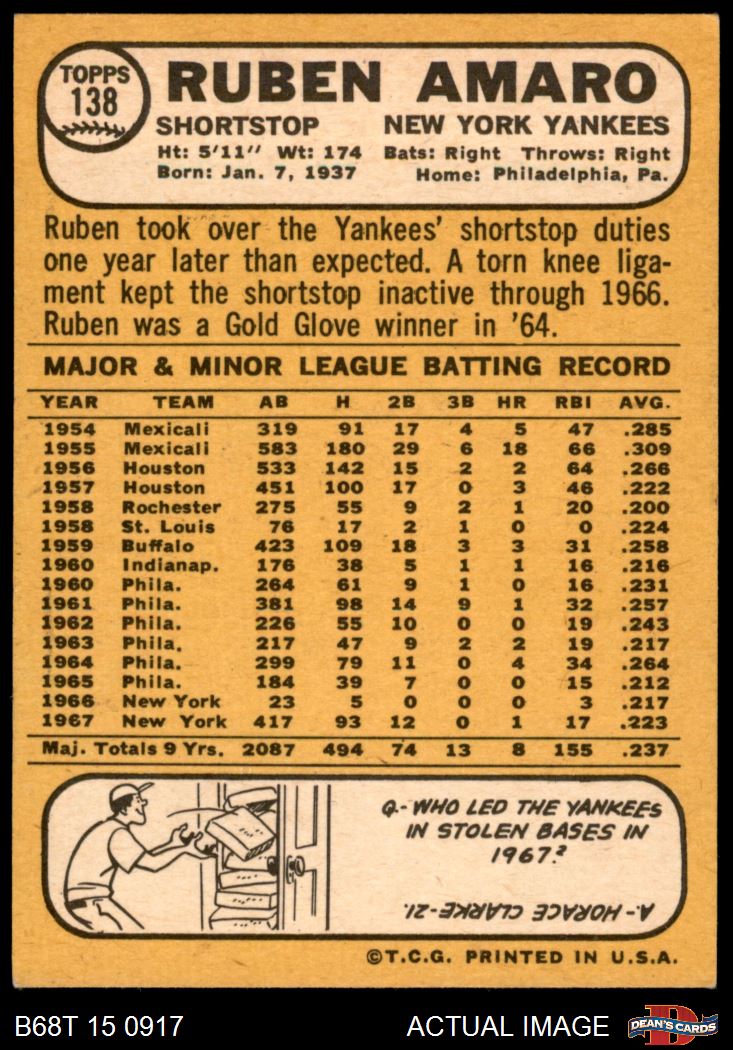 TOPPS
138
RUBEN AMARO
SHORTSTOP NEW YORK YANKEES
Ht: 5'11" Wt: 174 Bats: Right Throws: Right
Born: Jan. 7, 1937 Home: Philadelphia, Pa.
Ruben took over the Yankees' shortstop duties
one year later than expected. A torn knee liga-
ment kept the shortstop inactive through 1966.
Ruben was a Gold Glove winner in '64.
MAJOR & MINOR LEAGUE BATTING RECORD
YEAR TEAM AB H 2B 3B HR RBI AVG.
1954 Mexicali 319 91 17 4 5 47 .285
1955 Mexicali 583 180 29 6 18 66 .309
1956 Houston 533 142 15 2 2 64 .266
1957 Houston 451 100 17 0 3 46 .222
1958 Rochester 275 55 9 2 1 20 .200
1958 St. Louis 76 17 2 1 0 0 .224
1959 Buffalo 423 109 18 3 3 31 .258
1960 Indianap. 176 38 5 1 1 16 .216
1960 Phila. 264 61 9 1 0 16 .231
1961 Phila. 381 98 14 9 1 32 .257
1962 Phila. 226 55 10 0 0 19 .243
1963 Phila. 217 47 9 2 2 19 .217
1964 Phila. 299 79 11 0 4 34 .264
1965 Phila. 184 39 7 0 0 15 .212
1966 New York 23 5 0 0 0 3 .217
1967 New York 417 93 12 0 1 17 .223
Maj. Totals 9 Yrs. 2087 494 74 13 8 155 .237
Q.- WHO LED THE YANKEES
IN STOLEN BASES IN
1967?
A.- HORACE CLARKE-21.
©T.C.G. PRINTED IN U.S.A.
B68T 15 0917 ACTUAL IMAGE DEAN'S CARDS